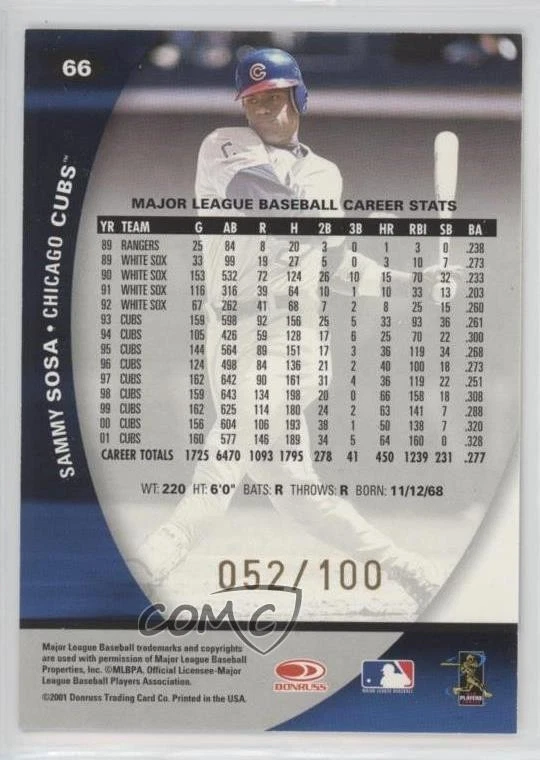 66
SAMMY SOSA • CHICAGO CUBS™
MAJOR LEAGUE BASEBALL CAREER STATS
YR TEAM G AB R H 2B 3B HR RBI SB BA
89 RANGERS 25 84 8 20 3 0 1 3 0 .238
89 WHITE SOX 33 99 19 27 5 0 3 10 7 .273
90 WHITE SOX 153 532 72 124 26 10 15 70 32 .233
91 WHITE SOX 116 316 39 64 10 1 10 33 13 .203
92 WHITE SOX 67 262 41 68 7 2 8 25 15 .260
93 CUBS 159 598 92 156 25 5 33 93 36 .261
94 CUBS 105 426 59 128 17 6 25 70 22 .300
95 CUBS 144 564 89 151 17 3 36 119 34 .268
96 CUBS 124 498 84 136 21 2 40 100 18 .273
97 CUBS 162 642 90 161 31 4 36 119 22 .251
98 CUBS 159 643 134 198 20 0 66 158 18 .308
99 CUBS 162 625 114 180 24 2 63 141 7 .288
00 CUBS 156 604 106 193 38 1 50 138 7 .320
01 CUBS 160 577 146 189 34 5 64 160 0 .328
CAREER TOTALS 1725 6470 1093 1795 278 41 450 1239 231 .277
WT: 220 HT: 6'0" BATS: R THROWS: R BORN: 11/12/68
052/100
COMC
Major League Baseball trademarks and copyrights
are used with permission of Major League Baseball
Properties, Inc. ©MLBPA. Official Licensee-Major
League Baseball Players Association.
©2001 Donruss Trading Card Co. Printed in the USA.
DONRUSS
MAJOR LEAGUE BASEBALL
PLAYERS